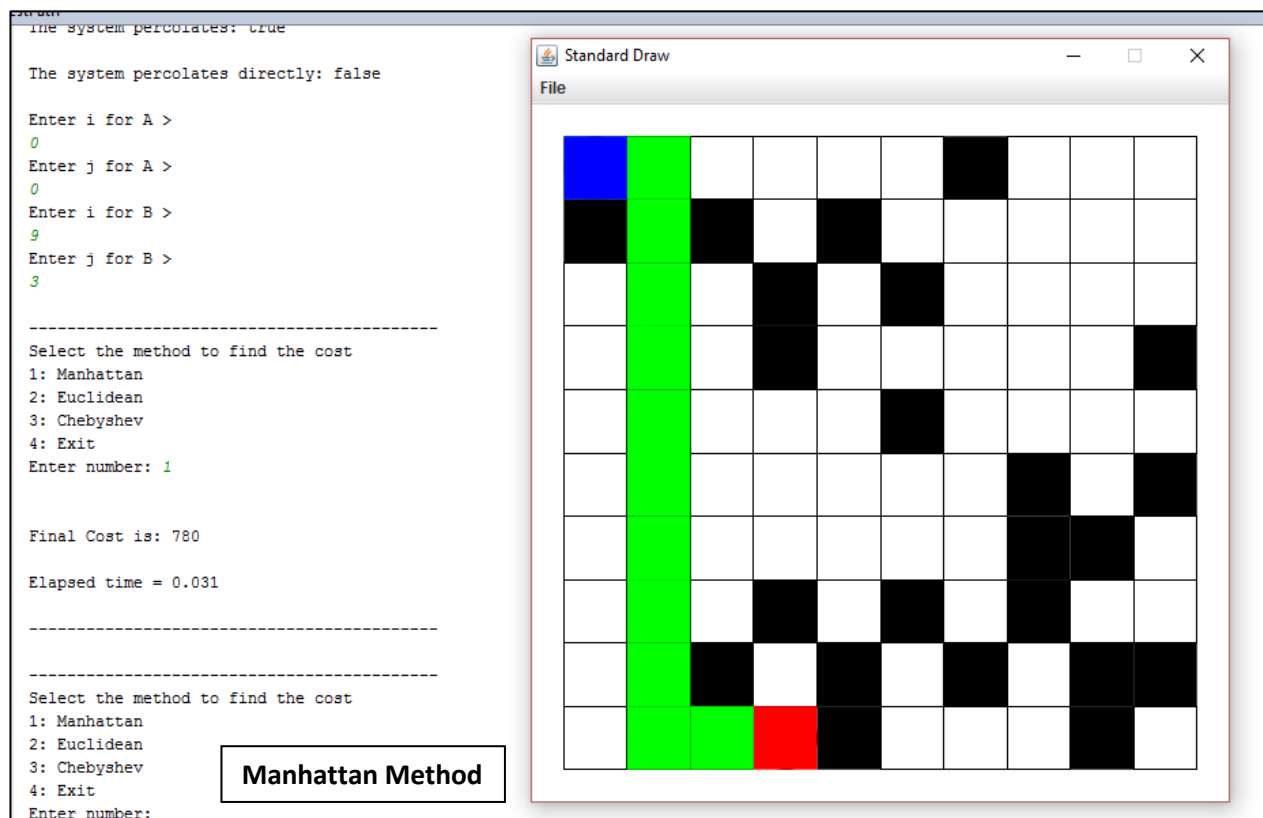 The system percolates: true
The system percolates directly: false
Enter i for A >
0
Enter j for A >
0
Enter i for B >
9
Enter j for B >
3
-------------------------------------------
Select the method to find the cost
1: Manhattan
2: Euclidean
3: Chebyshev
4: Exit
Enter number: 1
Final Cost is: 780
Elapsed time = 0.031
-------------------------------------------
-------------------------------------------
Select the method to find the cost
1: Manhattan
2: Euclidean
3: Chebyshev
4: Exit
Enter number:
Manhattan Method
Standard Draw
File